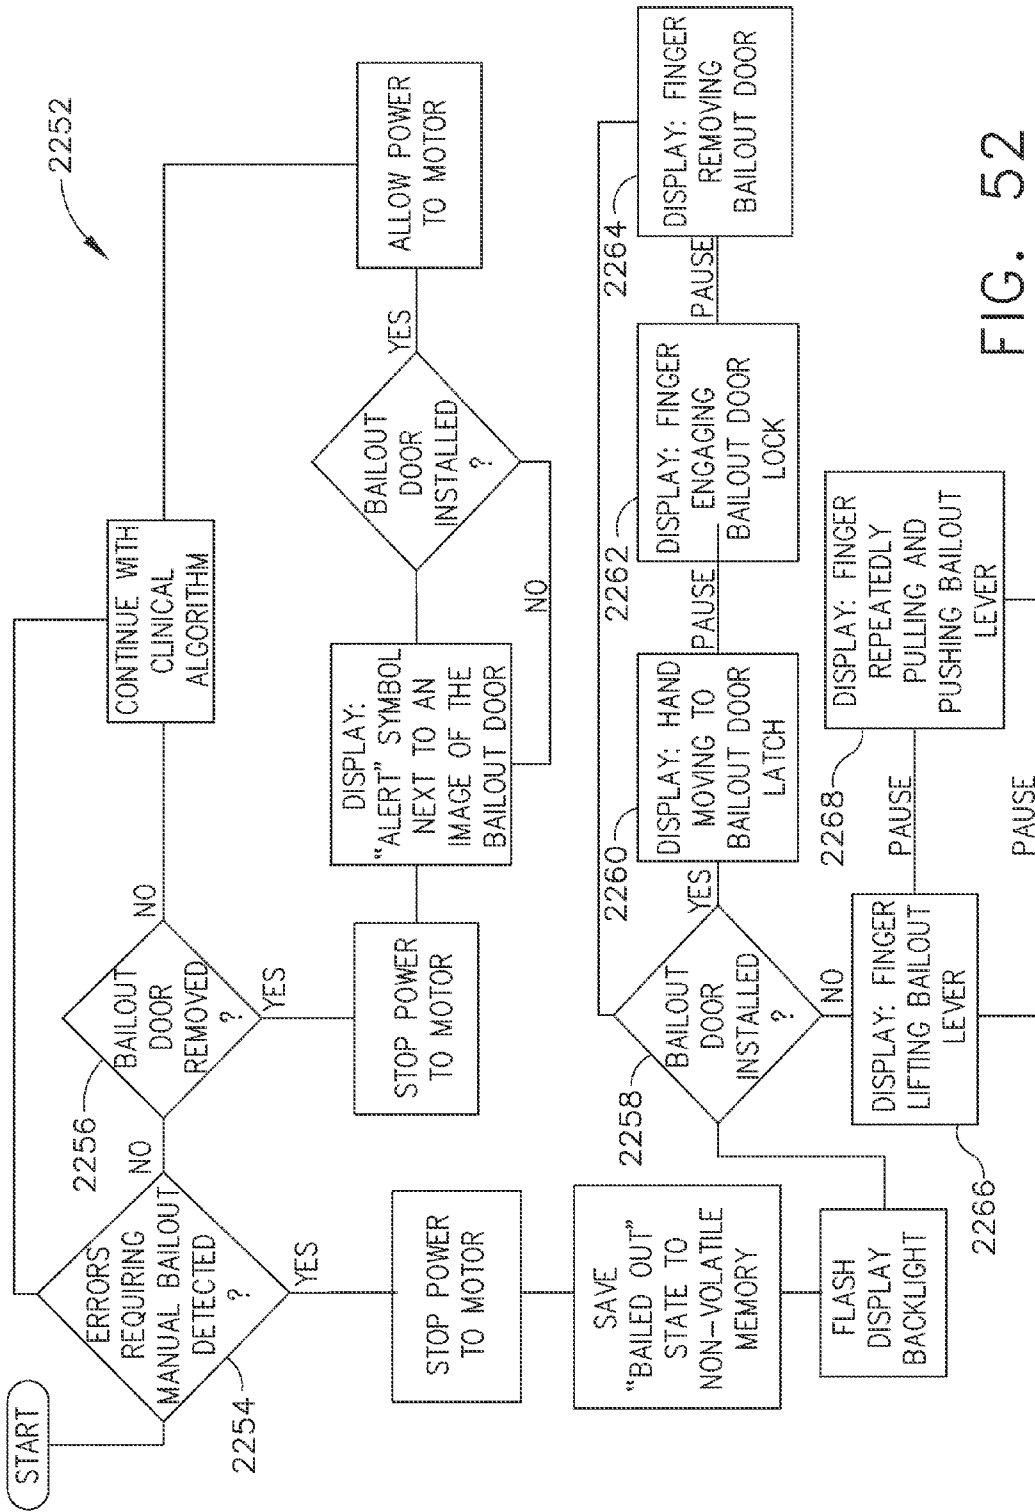 START
ERRORS
REQUIRING
MANUAL BAILOUT
DETECTED
?
2254
NO
YES
BAILOUT
DOOR
REMOVED
?
2256
NO
YES
CONTINUE WITH
CLINICAL
ALGORITHM
2252
STOP POWER
TO MOTOR
DISPLAY:
"ALERT" SYMBOL
NEXT TO AN
IMAGE OF THE
BAILOUT DOOR
BAILOUT
DOOR
INSTALLED
?
YES
NO
ALLOW POWER
TO MOTOR
STOP POWER
TO MOTOR
SAVE
"BAILED OUT"
STATE TO
NON-VOLATILE
MEMORY
FLASH
DISPLAY
BACKLIGHT
BAILOUT
DOOR
INSTALLED
?
2258
YES
NO
2260
DISPLAY: HAND
MOVING TO
BAILOUT DOOR
LATCH
PAUSE
2262
DISPLAY: FINGER
ENGAGING
BAILOUT DOOR
LOCK
PAUSE
2264
DISPLAY: FINGER
REMOVING
BAILOUT DOOR
DISPLAY: FINGER
LIFTING BAILOUT
LEVER
2266
PAUSE
2268
DISPLAY: FINGER
REPEATEDLY
PULLING AND
PUSHING BAILOUT
LEVER
PAUSE
FIG. 52